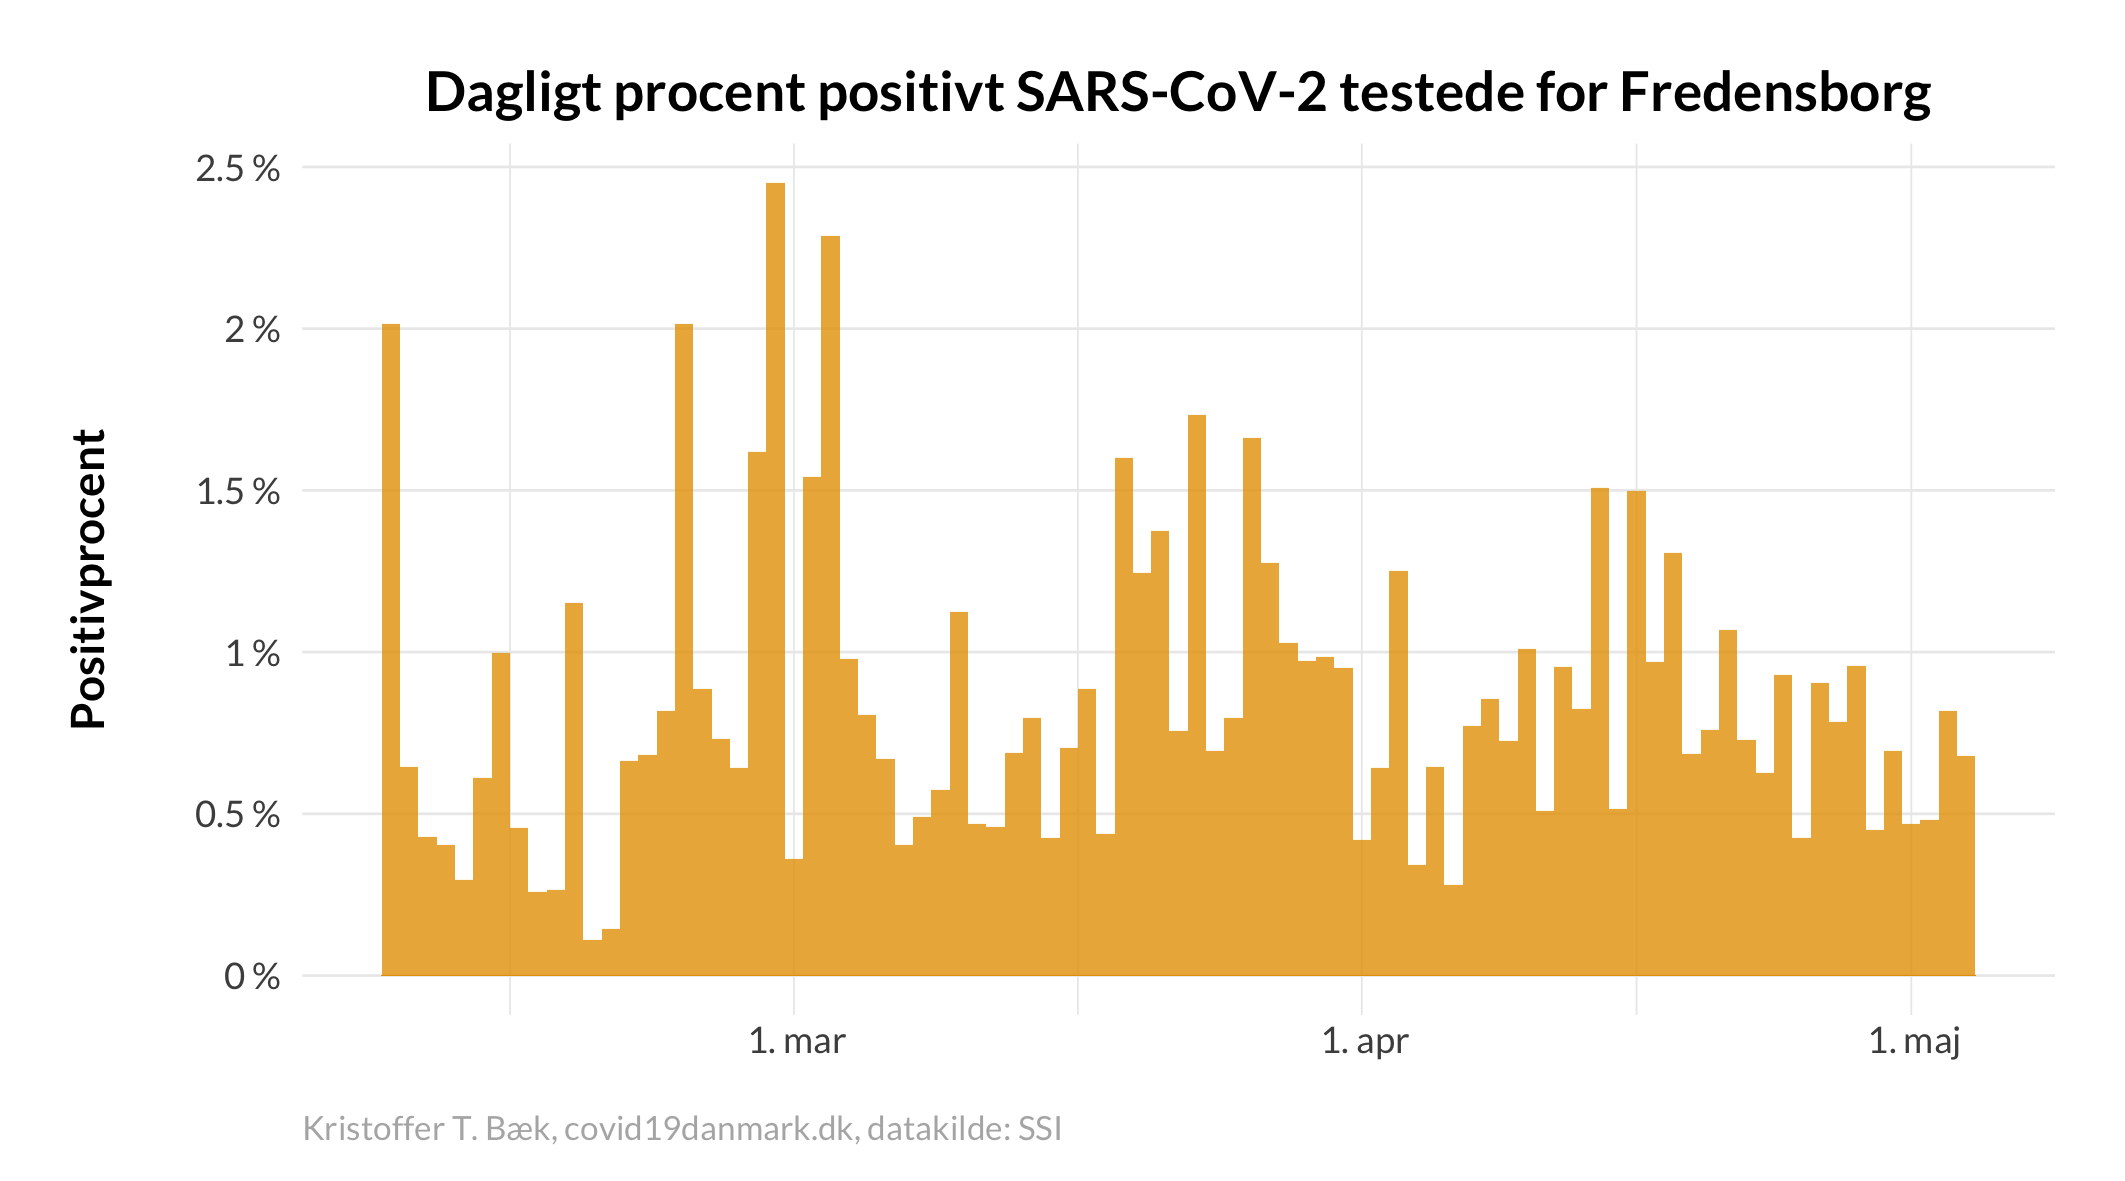 Dagligt procent positivt SARS-CoV-2 testede for Fredensborg
Positivprocent
2.5 %
2 %
1.5 %
1 %
0.5 %
0 %
1. mar
1. apr
1. maj
Kristoffer T. Bæk, covid19danmark.dk, datakilde: SSI